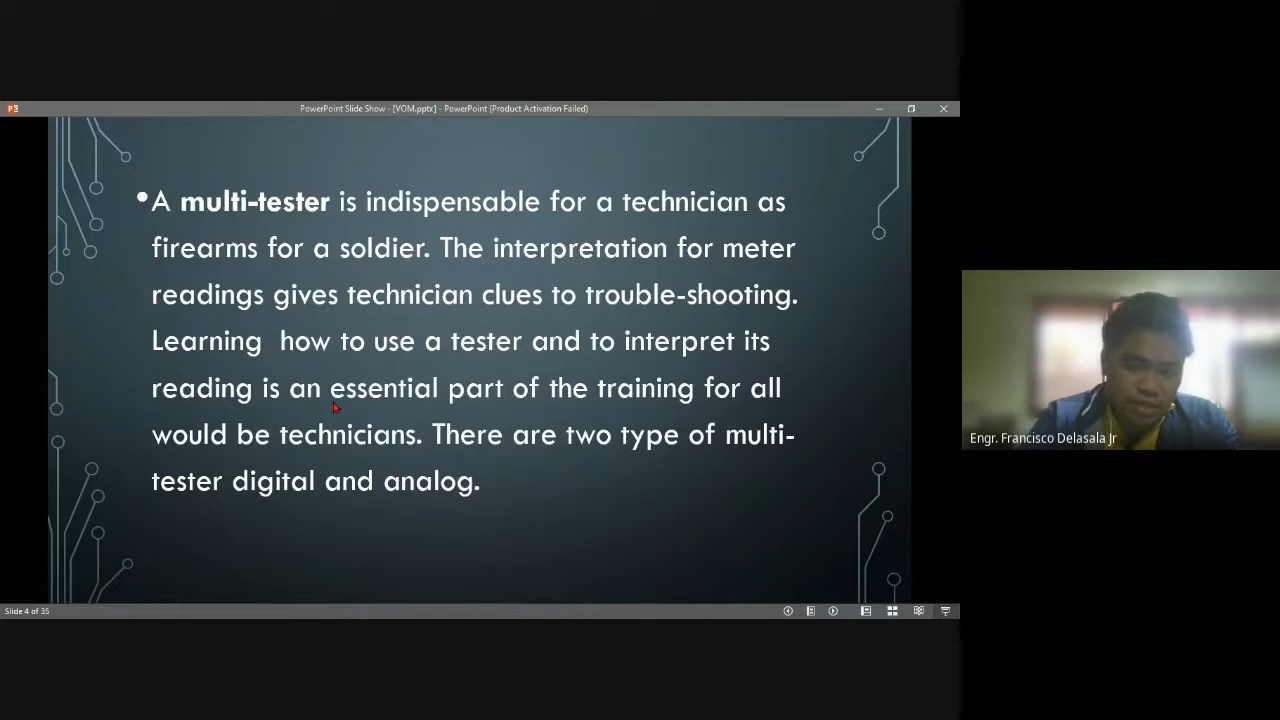 PowerPoint Slide Show - [VOM.pptx] - PowerPoint (Product Activation Failed)
•A multi-tester is indispensable for a technician as
firearms for a soldier. The interpretation for meter
readings gives technician clues to trouble-shooting.
Learning  how to use a tester and to interpret its
reading is an essential part of the training for all
would be technicians. There are two type of multi-
tester digital and analog.
Engr. Francisco Delasala Jr
Slide 4 of 35